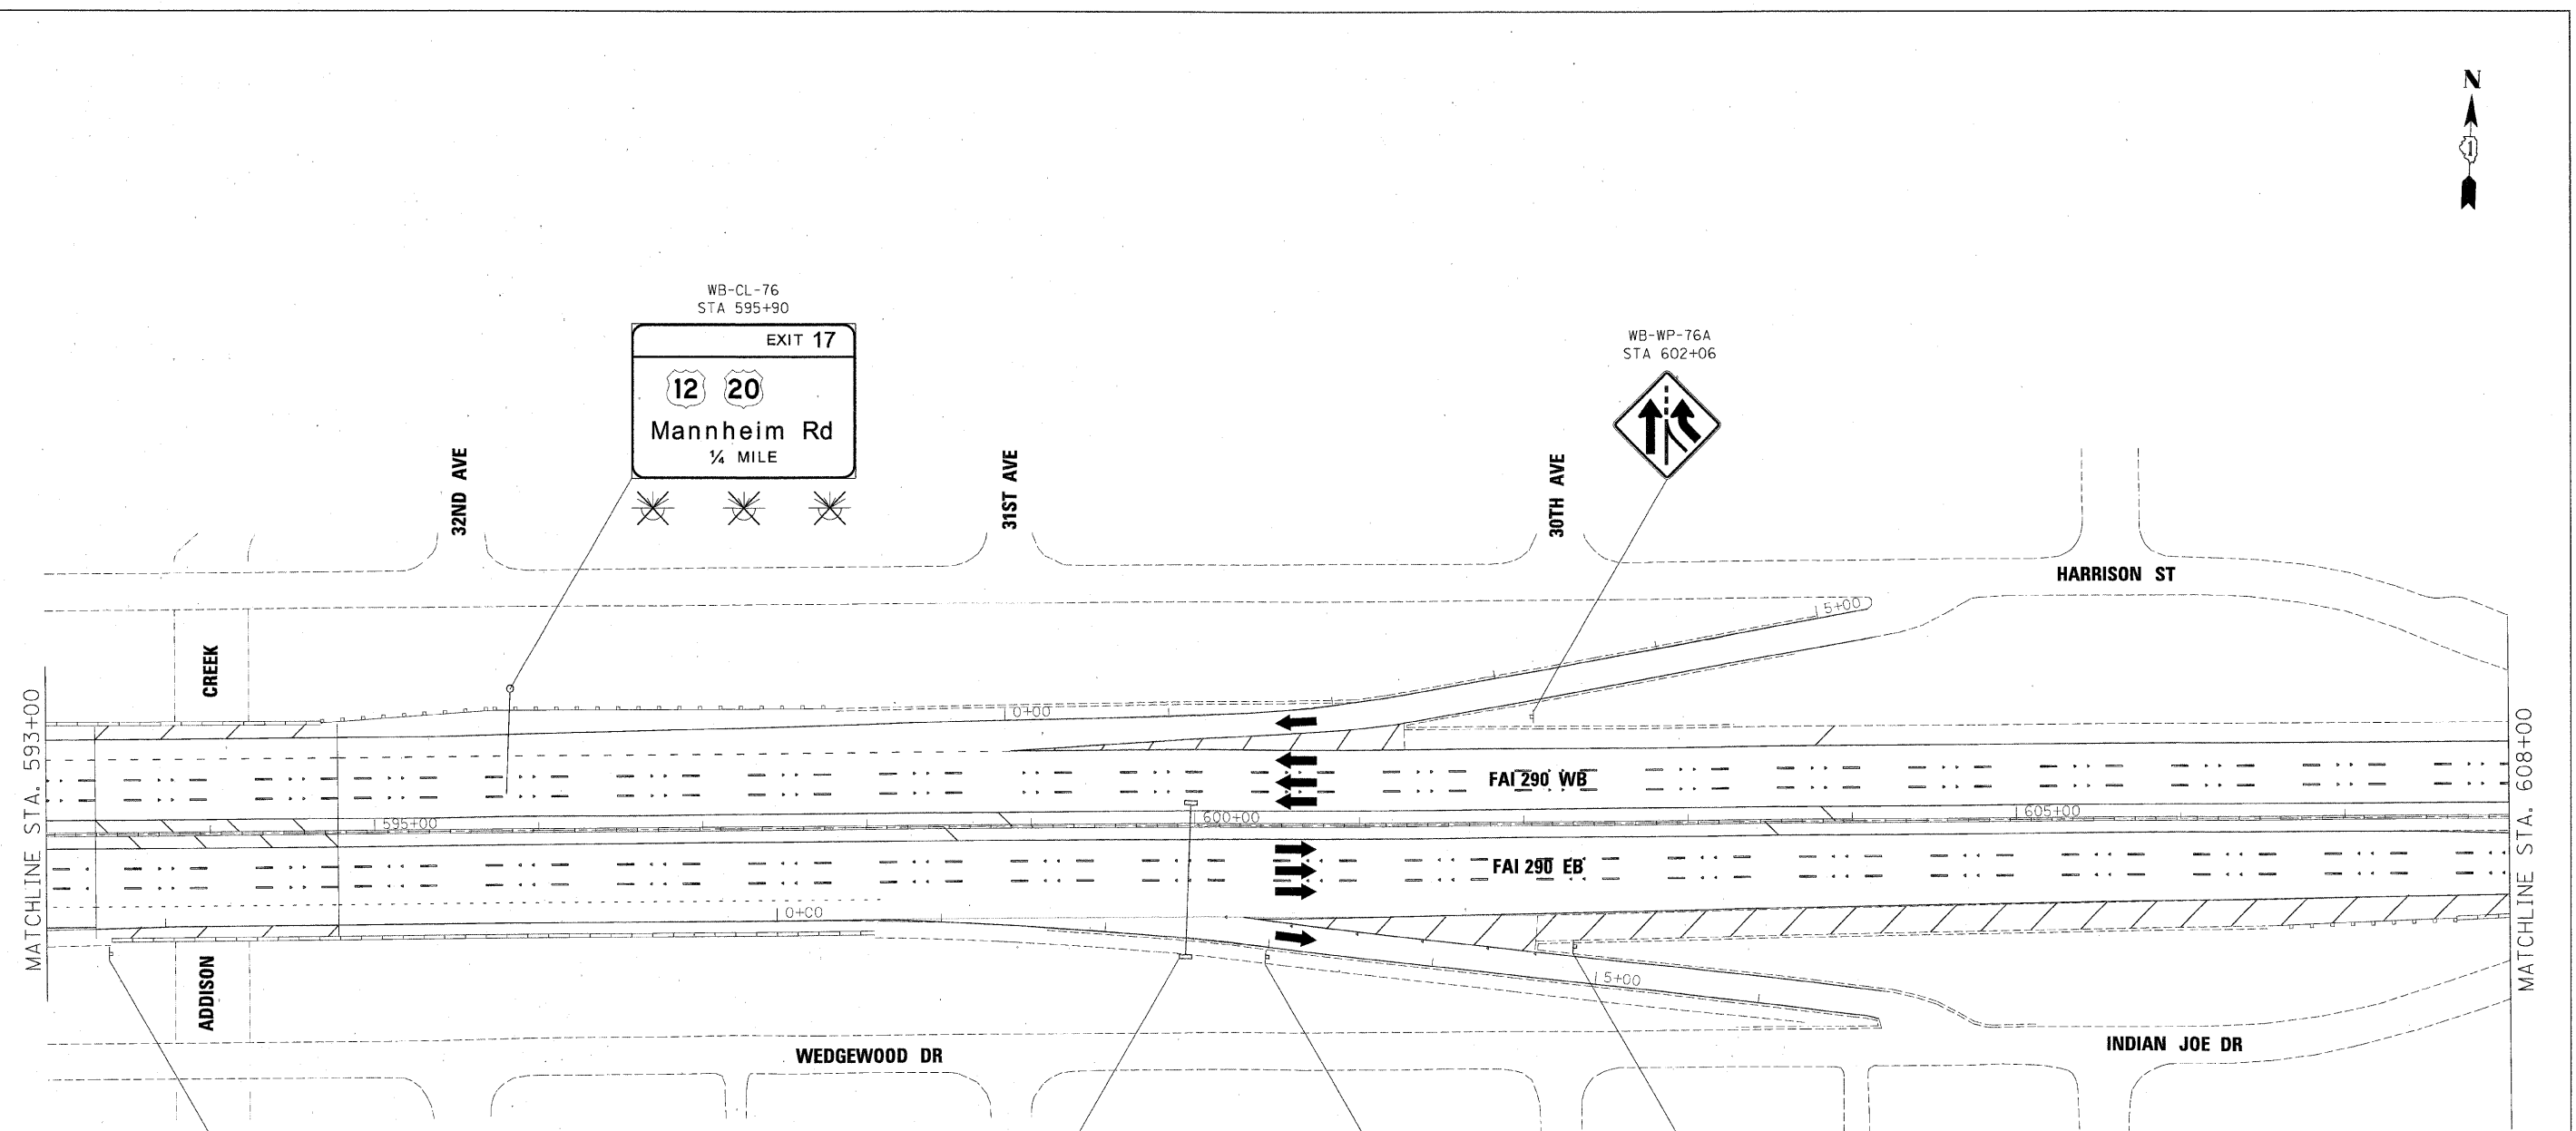 N
1
WB-CL-76
STA 595+90
EXIT 17
12 20
Mannheim Rd
¼ MILE
WB-WP-76A
STA 602+06
32ND AVE
31ST AVE
30TH AVE
HARRISON ST
5+00
CREEK
0+00
MATCHLINE STA. 593+00
MATCHLINE STA. 608+00
FAI 290 WB
595+00
600+00
605+00
FAI 290 EB
0+00
5+00
ADDISON
WEDGEWOOD DR
INDIAN JOE DR